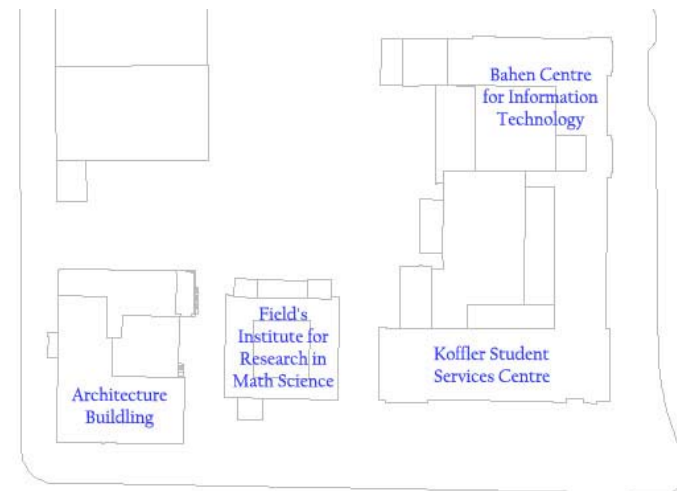 Bahen Centre
for Information
Technology
Field's
Institute for
Research in
Math Science
Koffler Student
Services Centre
Architecture
Buildling